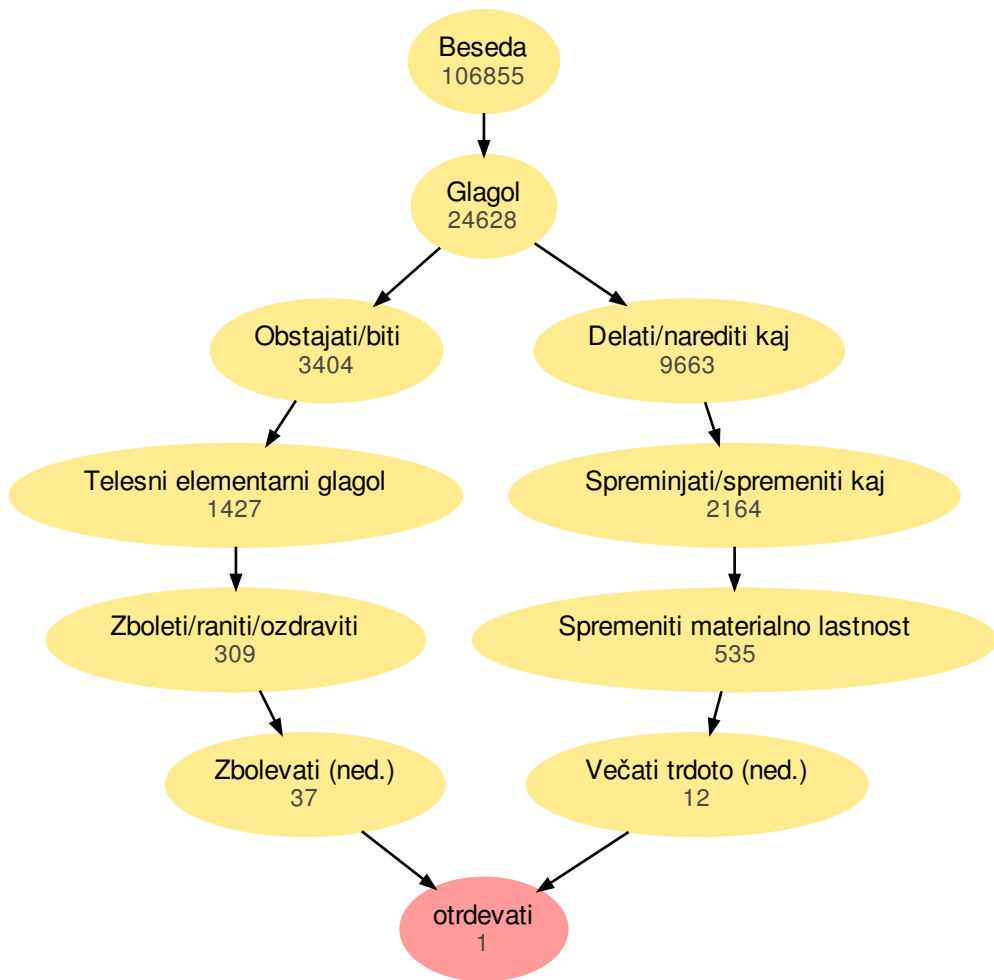 Beseda
106855
Glagol
24628
Obstajati/biti
3404
Delati/narediti kaj
9663
Telesni elementarni glagol
1427
Spreminjati/spremeniti kaj
2164
Zboleti/raniti/ozdraviti
309
Spremeniti materialno lastnost
535
Zbolevati (ned.)
37
Večati trdoto (ned.)
12
otrdevati
1